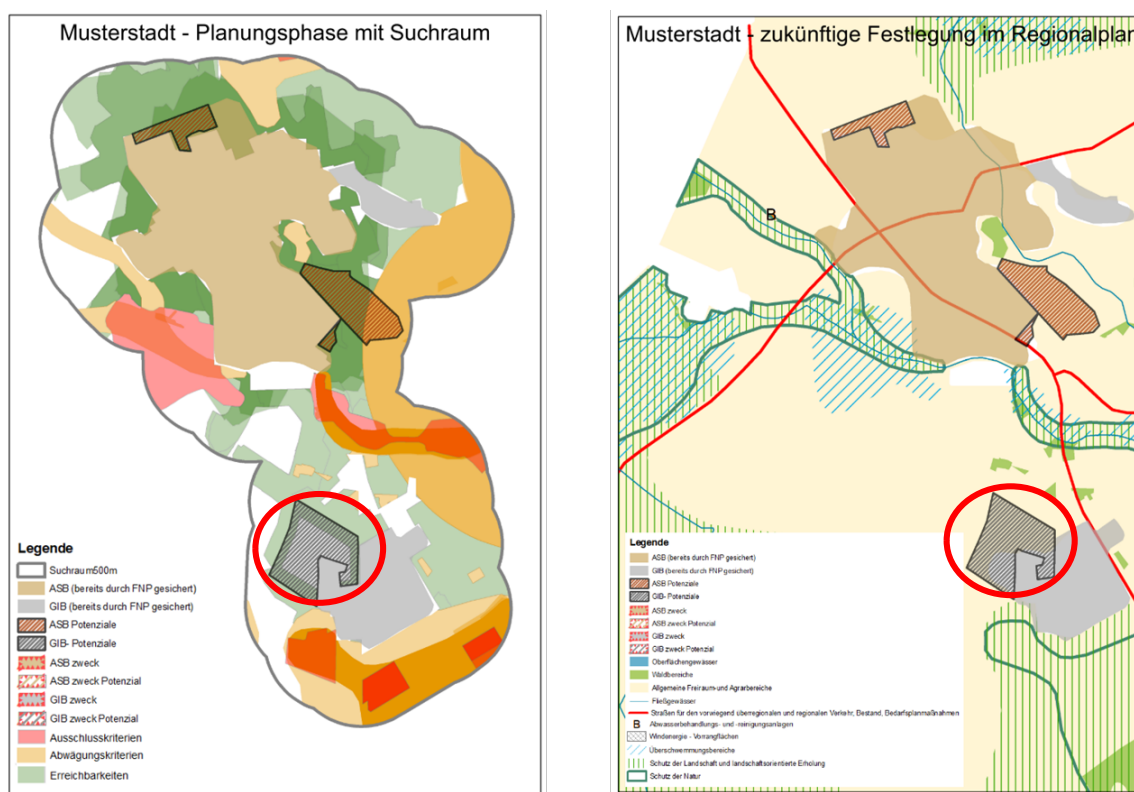 Musterstadt - Planungsphase mit Suchraum
Legende
Suchraum500m
ASB (bereits durch FNP gesichert)
GIB (bereits durch FNP gesichert)
ASB Potenziale
GIB- Potenziale
ASB zweck
ASB zweck Potenzial
GIB zweck
GIB zweck Potenzial
Ausschlusskriterien
Abwägungskriterien
Erreichbarkeiten
Musterstadt - zukünftige Festlegung im Regionalplan
B
Legende
ASB (bereits durch FNP gesichert)
GIB (bereits durch FNP gesichert)
ASB Potenziale
GIB- Potenziale
ASB zweck
ASB zweck Potenzial
GIB zweck
GIB zweck Potenzial
Oberflächengewässer
Waldbereiche
Allgemeine Freiraum-und Agrarbereiche
Fließgewässer
Straßen für den vorwiegend überregionalen und regionalen Verkehr, Bestand, Bedarfsplanmaßnahmen
B Abwasserbehandlungs- und -reinigungsanlagen
Windenergie - Vorrangflächen
Überschwemmungsbereiche
Schutz der Landschaft und landschaftsorientierte Erholung
Schutz der Natur